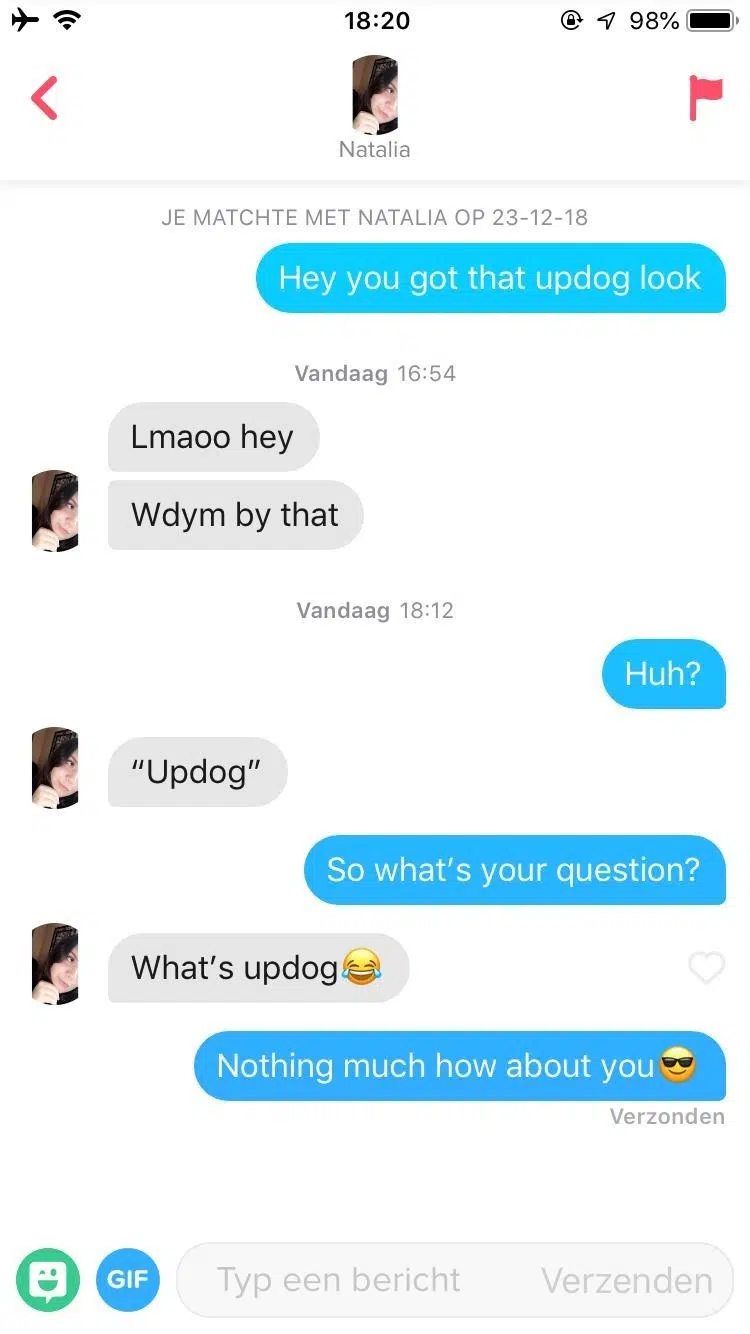 18:20
98%
Natalia
JE MATCHTE MET NATALIA OP 23-12-18
Hey you got that updog look
Vandaag 16:54
Lmaoo hey
Wdym by that
Vandaag 18:12
Huh?
“Updog”
So what’s your question?
What’s updog😂
Nothing much how about you😎
Verzonden
GIF
Typ een bericht
Verzenden